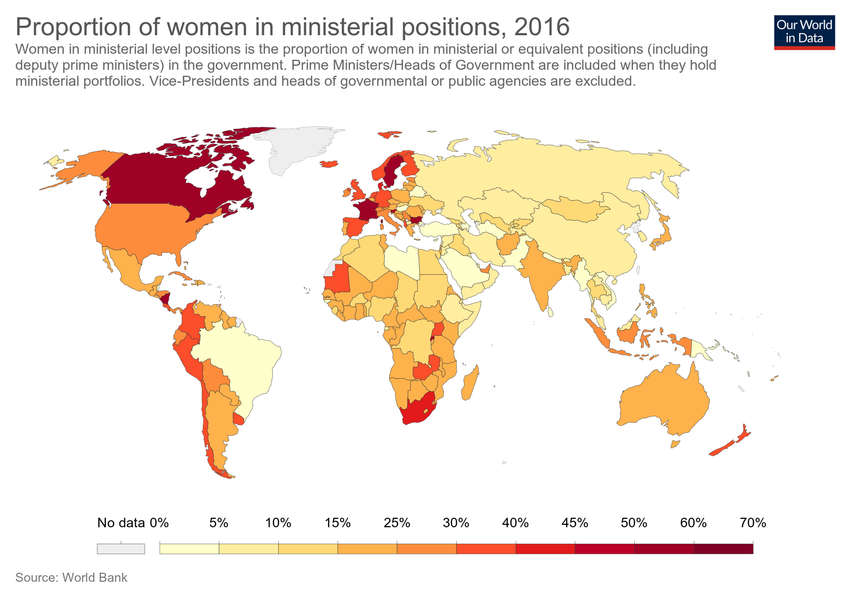 Proportion of women in ministerial positions, 2016
Our World
in Data
Women in ministerial level positions is the proportion of women in ministerial or equivalent positions (including
deputy prime ministers) in the government. Prime Ministers/Heads of Government are included when they hold
ministerial portfolios. Vice-Presidents and heads of governmental or public agencies are excluded.
No data 0% 5% 10% 15% 25% 30% 40% 45% 50% 60% 70%
Source: World Bank